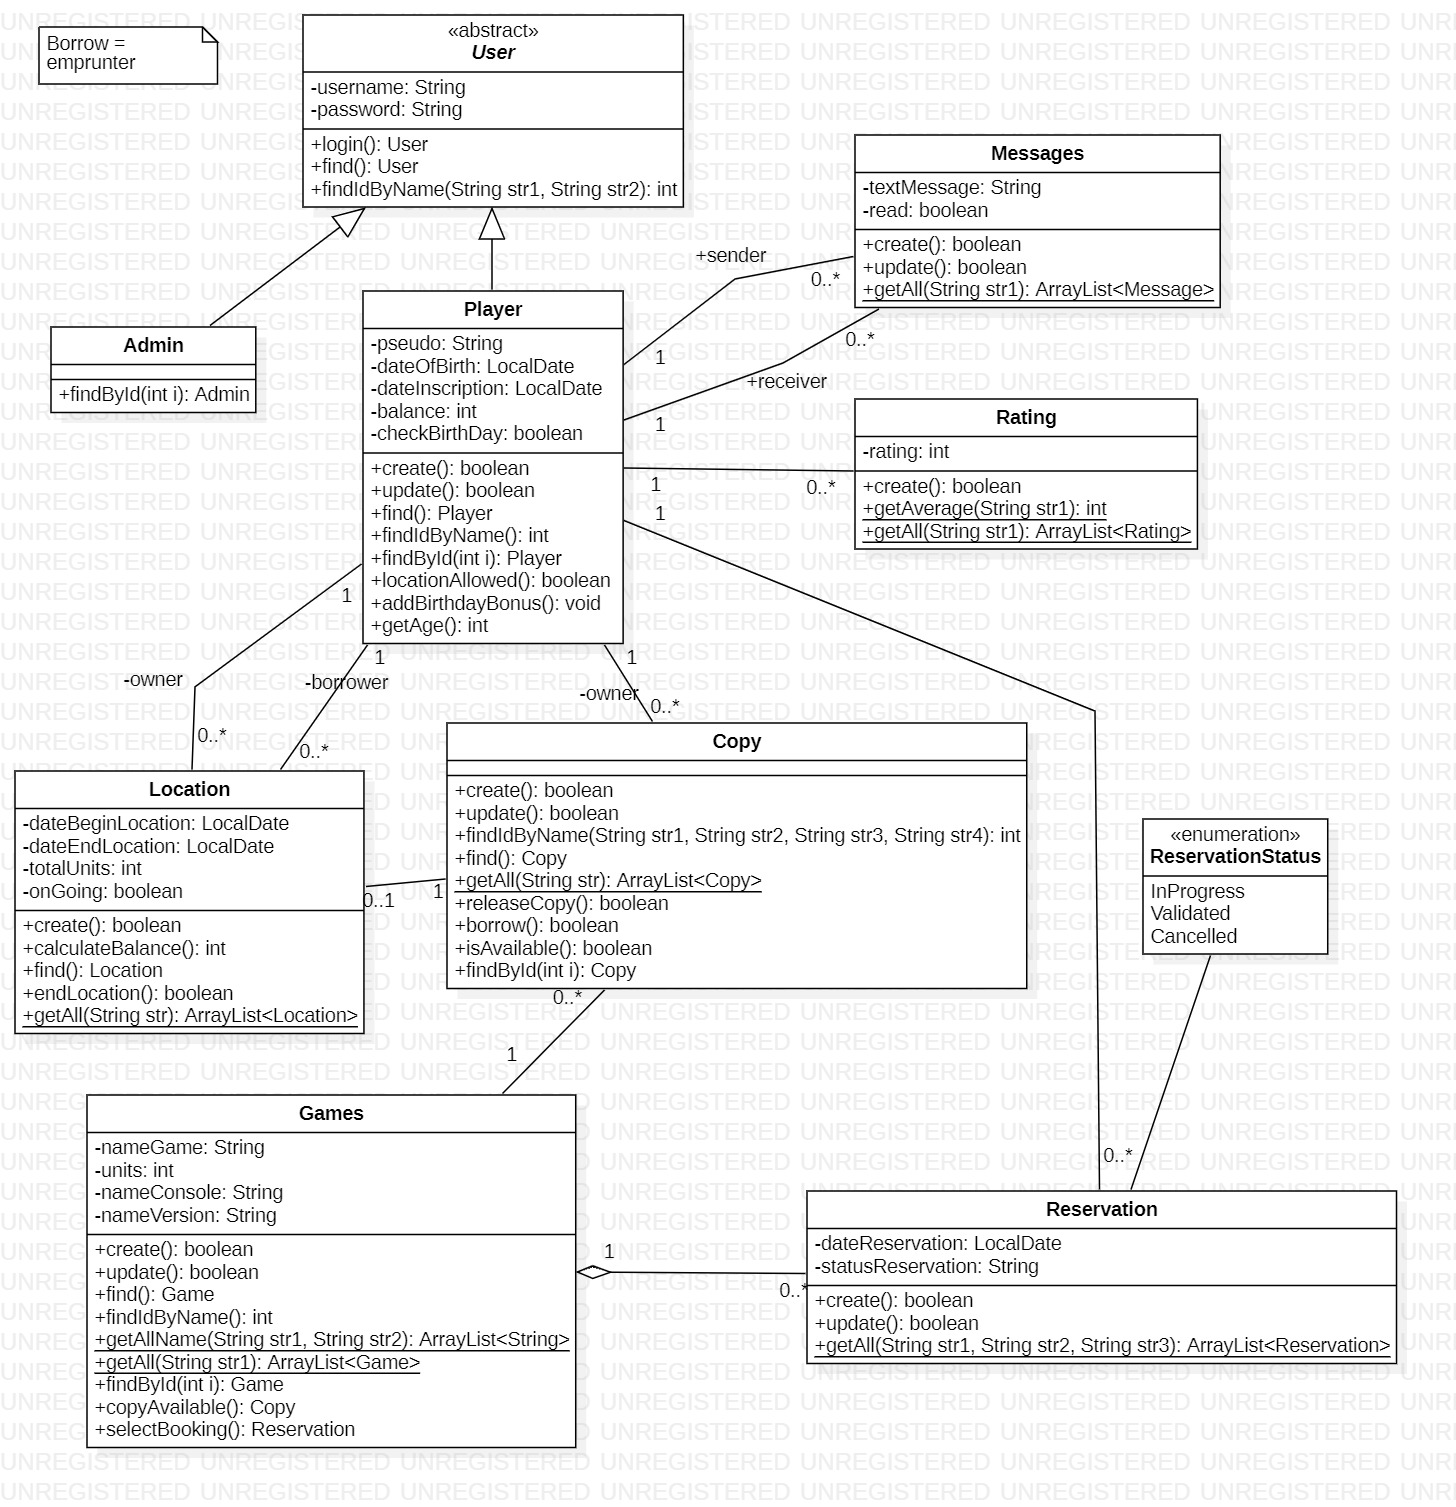 Borrow =
emprunter
«abstract»
User
-username: String
-password: String
+login(): User
+find(): User
+findIdByName(String str1, String str2): int
Messages
-textMessage: String
-read: boolean
+create(): boolean
+update(): boolean
+getAll(String str1): ArrayList<Message>
+sender
0..*
1
0..*
+receiver
1
Admin
+findById(int i): Admin
Player
-pseudo: String
-dateOfBirth: LocalDate
-dateInscription: LocalDate
-balance: int
-checkBirthDay: boolean
+create(): boolean
+update(): boolean
+find(): Player
+findIdByName(): int
+findById(int i): Player
+locationAllowed(): boolean
+addBirthdayBonus(): void
+getAge(): int
Rating
-rating: int
+create(): boolean
+getAverage(String str1): int
+getAll(String str1): ArrayList<Rating>
1
0..*
1
1
-owner
0..*
1
-borrower
0..*
1
-owner
0..*
Location
-dateBeginLocation: LocalDate
-dateEndLocation: LocalDate
-totalUnits: int
-onGoing: boolean
+create(): boolean
+calculateBalance(): int
+find(): Location
+endLocation(): boolean
+getAll(String str): ArrayList<Location>
0..1
1
Copy
+create(): boolean
+update(): boolean
+findIdByName(String str1, String str2, String str3, String str4): int
+find(): Copy
+getAll(String str): ArrayList<Copy>
+releaseCopy(): boolean
+borrow(): boolean
+isAvailable(): boolean
+findById(int i): Copy
«enumeration»
ReservationStatus
InProgress
Validated
Cancelled
0..*
1
Games
-nameGame: String
-units: int
-nameConsole: String
-nameVersion: String
+create(): boolean
+update(): boolean
+find(): Game
+findIdByName(): int
+getAllName(String str1, String str2): ArrayList<String>
+getAll(String str1): ArrayList<Game>
+findById(int i): Game
+copyAvailable(): Copy
+selectBooking(): Reservation
0..*
1
0..*
Reservation
-dateReservation: LocalDate
-statusReservation: String
+create(): boolean
+update(): boolean
+getAll(String str1, String str2, String str3): ArrayList<Reservation>
UNREGISTERED